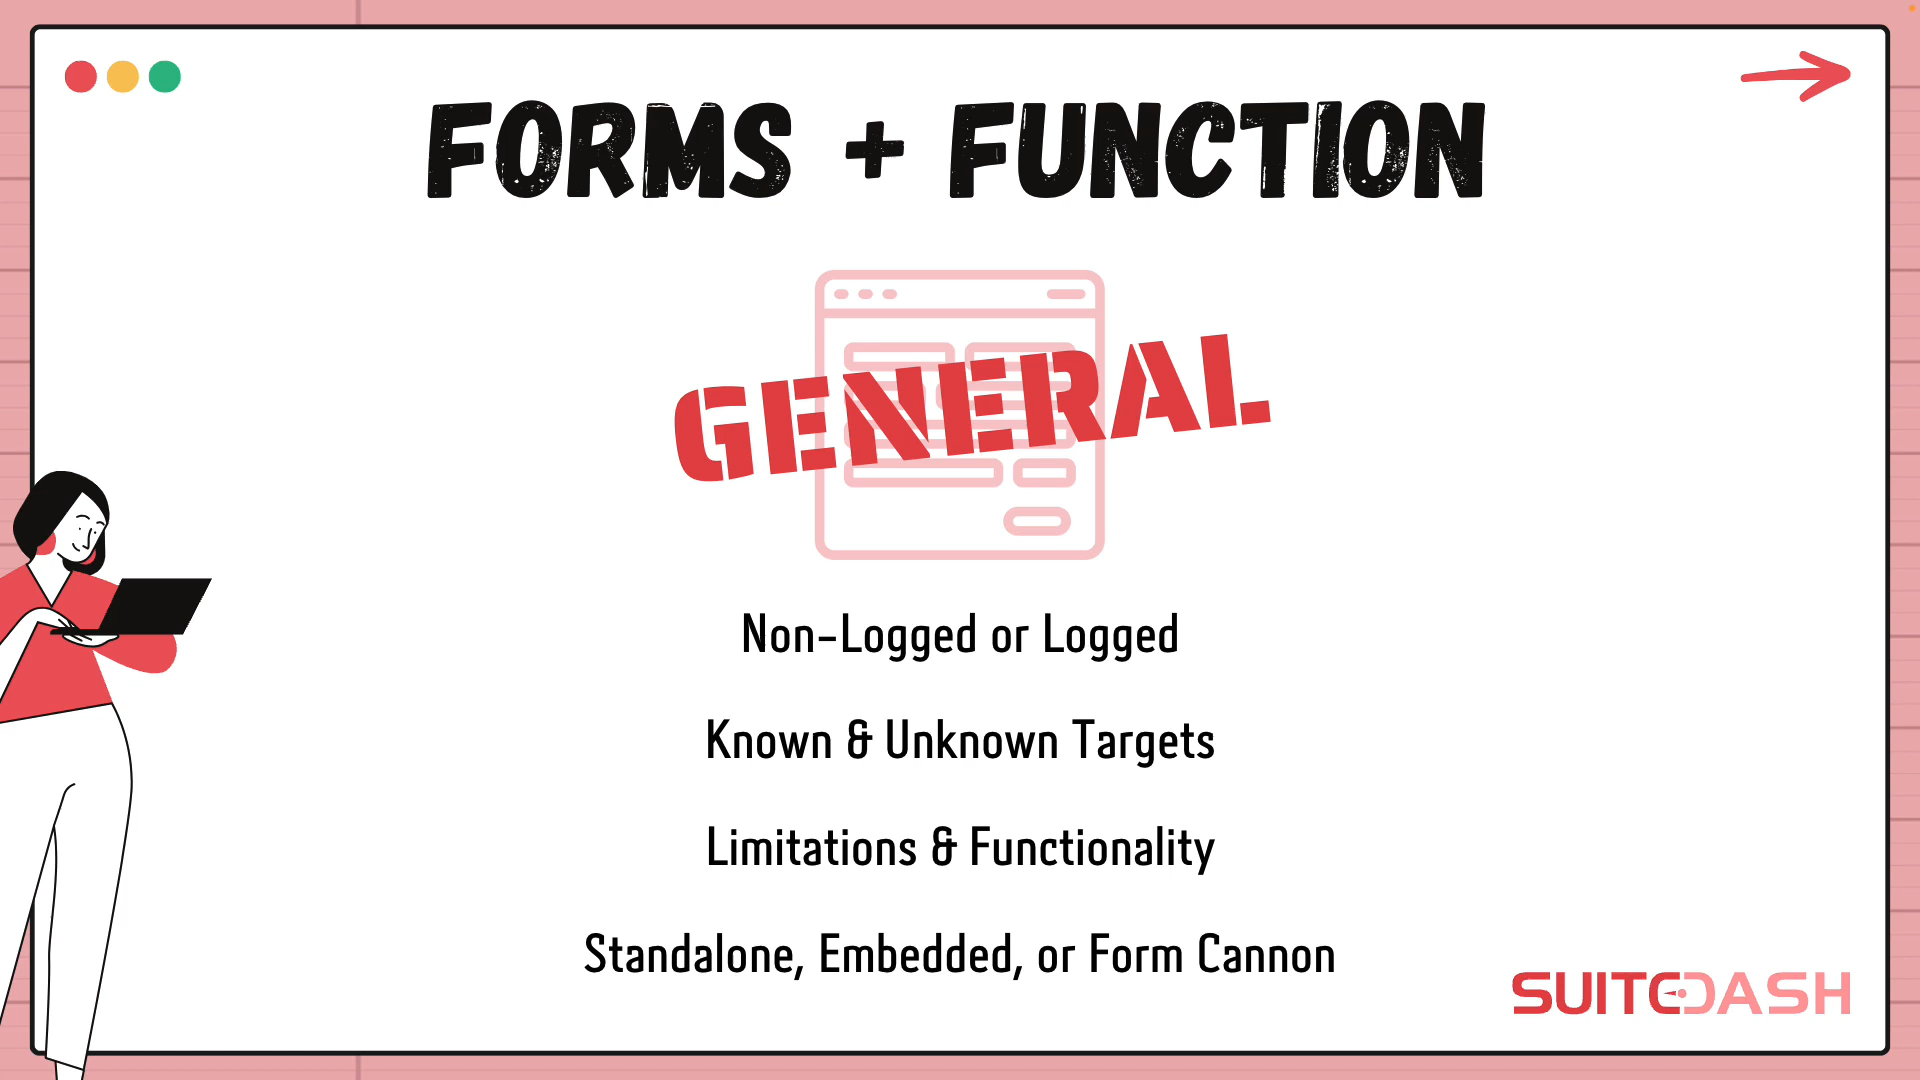 FORMS + FUNCTION
GENERAL
Non-Logged or Logged
Known & Unknown Targets
Limitations & Functionality
Standalone, Embedded, or Form Cannon
SUITEDASH